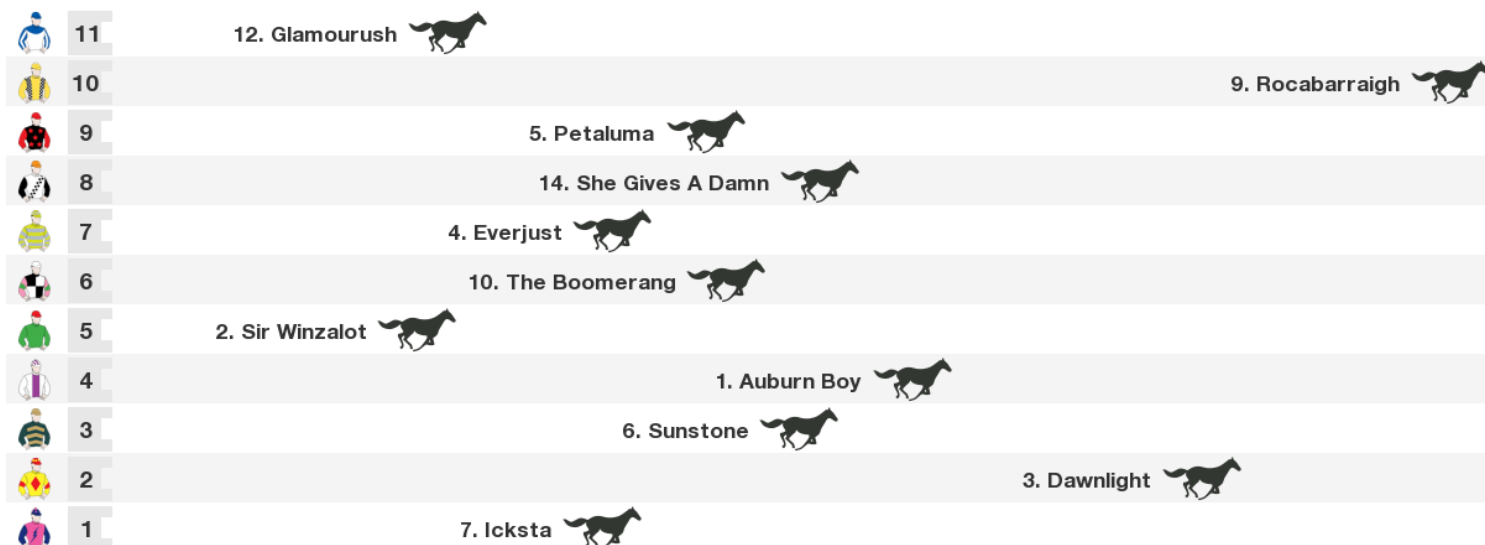 11 12. Glamourush
10 9. Rocabarraigh
9 5. Petaluma
8 14. She Gives A Damn
7 4. Everjust
6 10. The Boomerang
5 2. Sir Winzalot
4 1. Auburn Boy
3 6. Sunstone
2 3. Dawnlight
1 7. Icksta